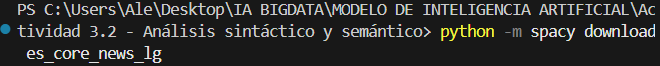 PS C:\Users\Ale\Desktop\IA BIGDATA\MODELO DE INTELIGENCIA ARTIFICIAL\Ac
tividad 3.2 - Análisis sintáctico y semántico> python -m spacy download
es_core_news_lg